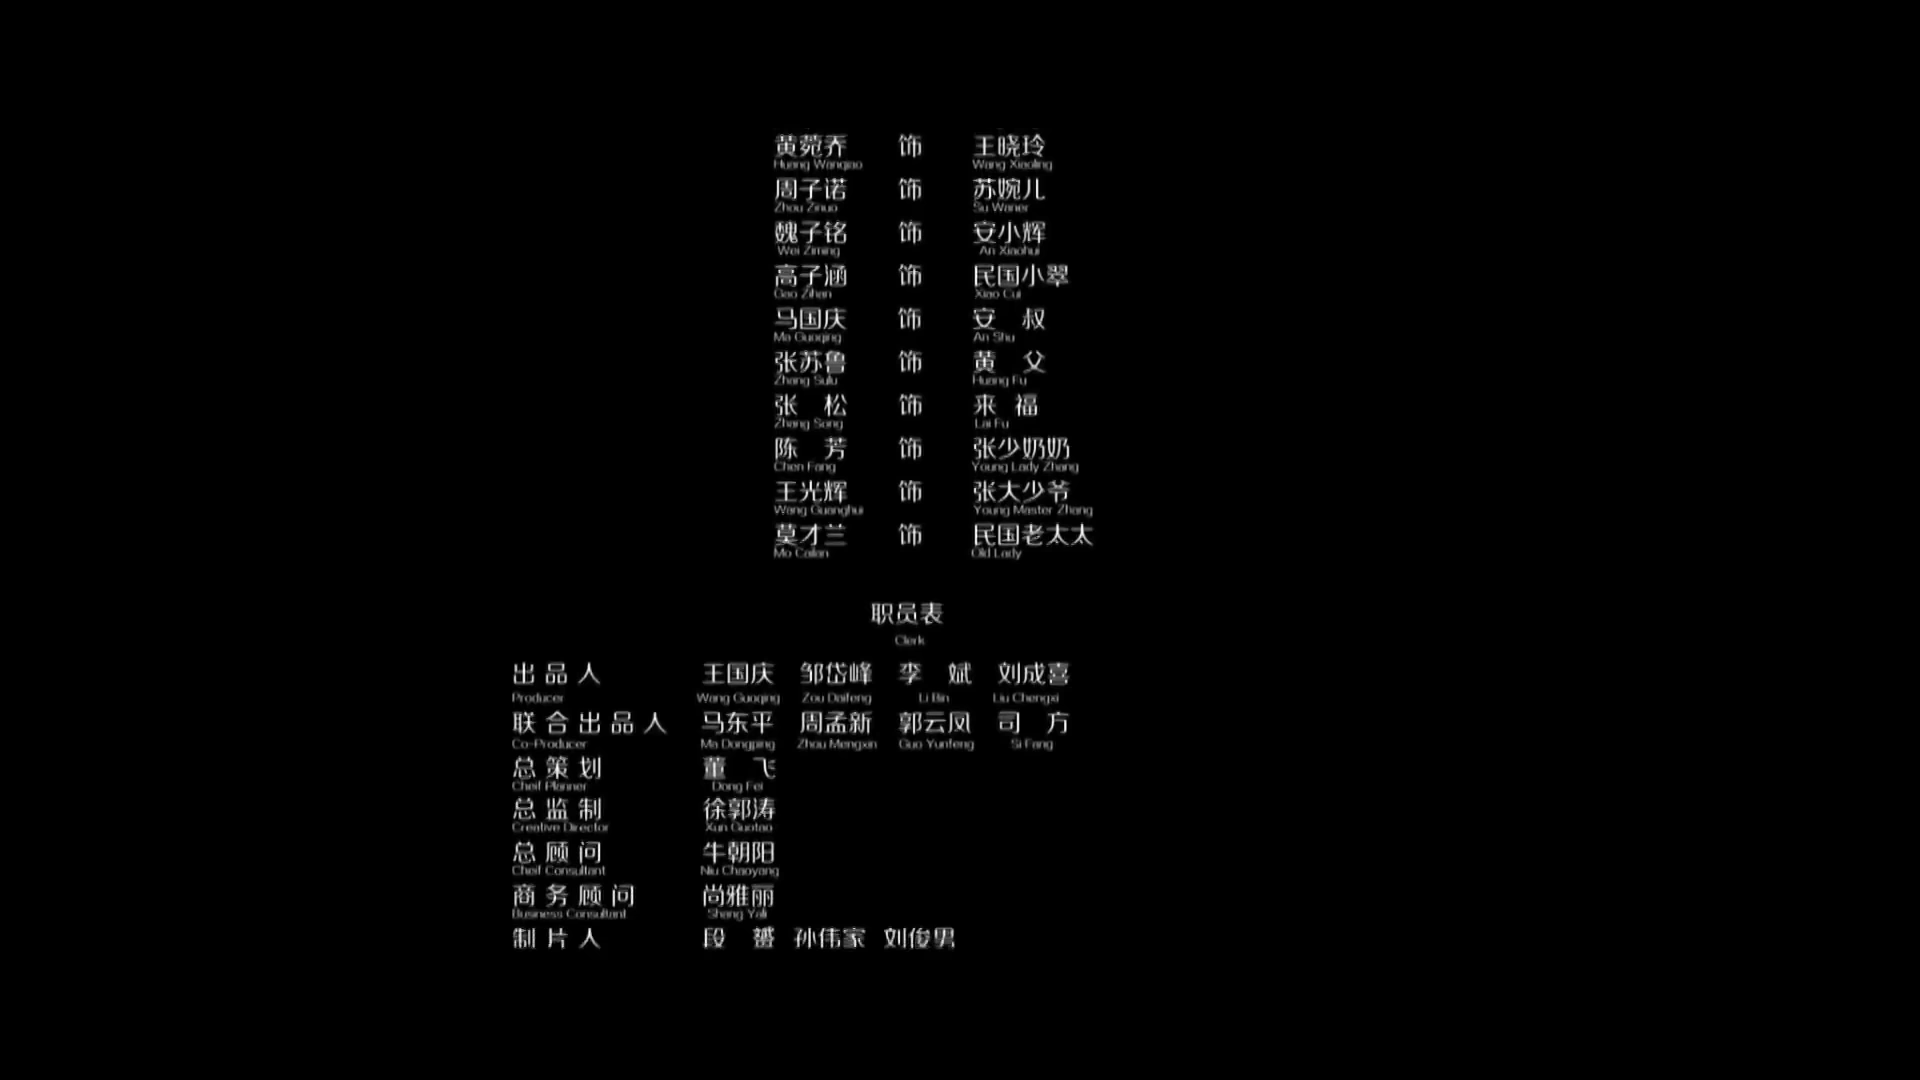 黄菀乔 饰 王晓玲
Huang Wanqiao Wang Xiaoling
周子诺 饰 苏婉儿
Zhou Zinuo Su Waner
魏子铭 饰 安小辉
Wei Ziming An Xiaohui
高子涵 饰 民国小翠
Gao Zihan Xiao Cui
马国庆 饰 安 叔
Ma Guoqing An Shu
张苏鲁 饰 黄 父
Zhang Sulu Huang Fu
张 松 饰 来 福
Zhang Song Lai Fu
陈 芳 饰 张少奶奶
Chen Fang Young Lady Zhang
王光辉 饰 张大少爷
Wang Guanghui Young Master Zhang
莫才兰 饰 民国老太太
Mo Cailan Old Lady
职员表
Clerk
出品人 王国庆 邹岱峰 李 斌 刘成喜
Producer Wang Guoqing Zou Daifeng Li Bin Liu Chengxi
联合出品人 马东平 周孟新 郭云凤 司 方
Co-Producer Ma Dongping Zhou Mengxin Guo Yunfeng Si Fang
总策划 董 飞
Cheif Planner Dong Fei
总监制 徐郭涛
Creative Director Xun Guotao
总顾问 牛朝阳
Cheif Consultant Niu Chaoyang
商务顾问 尚雅丽
Business Consultant Shang Yali
制片人 段 赟 孙伟家 刘俊男